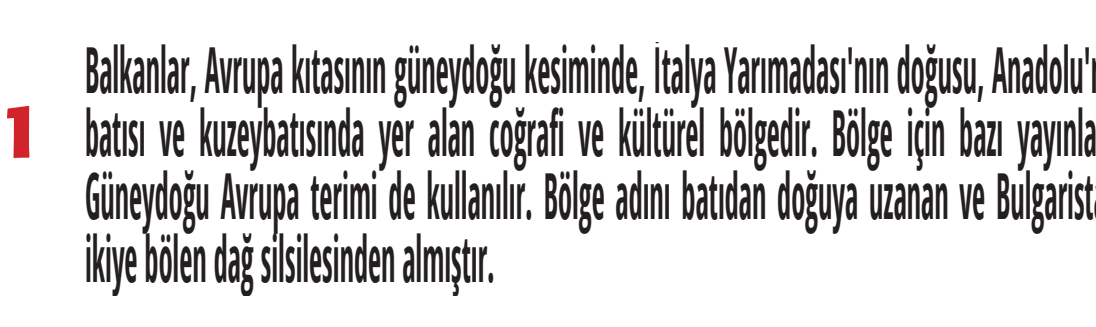 1
Balkanlar, Avrupa kıtasının güneydoğu kesiminde, İtalya Yarımadası'nın doğusu, Anadolu'n
batısı ve kuzeybatısında yer alan coğrafi ve kültürel bölgedir. Bölge için bazı yayınla
Güneydoğu Avrupa terimi de kullanılır. Bölge adını batıdan doğuya uzanan ve Bulgarista
ikiye bölen dağ silsilesinden almıştır.